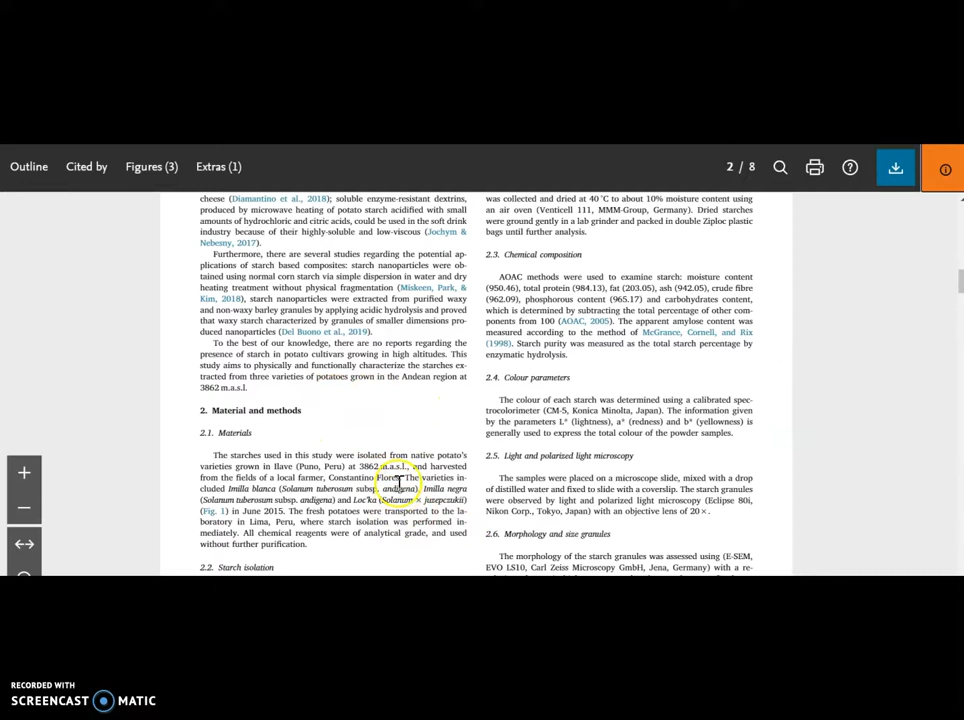 Outline Cited by Figures (3) Extras (1) 2 / 8
cheese (Diamantino et al., 2018); soluble enzyme-resistant dextrins,
produced by microwave heating of potato starch acidified with small
amounts of hydrochloric and citric acids, could be used in the soft drink
industry because of their highly-soluble and low-viscous (Jochym &
Nebesny, 2017).
Furthermore, there are several studies regarding the potential ap-
plications of starch based composites: starch nanoparticles were ob-
tained using normal corn starch via simple dispersion in water and dry
heating treatment without physical fragmentation (Miskeen, Park, &
Kim, 2018), starch nanoparticles were extracted from purified waxy
and non-waxy barley granules by applying acidic hydrolysis and proved
that waxy starch characterized by granules of smaller dimensions pro-
duced nanoparticles (Del Buono et al., 2019).
To the best of our knowledge, there are no reports regarding the
presence of starch in potato cultivars growing in high altitudes. This
study aims to physically and functionally characterize the starches ex-
tracted from three varieties of potatoes grown in the Andean region at
3862 m.a.s.l.
2. Material and methods
2.1. Materials
The starches used in this study were isolated from native potato's
varieties grown in Ilave (Puno, Peru) at 3862 m.a.s.l., and harvested
from the fields of a local farmer, Constantino Flores. The varieties in-
cluded Imilla blanca (Solanum tuberosum subsp. andigena), Imilla negra
(Solanum tuberosum subsp. andigena) and Loc'ka (Solanum × juzepczukii)
(Fig. 1) in June 2015. The fresh potatoes were transported to the la-
boratory in Lima, Peru, where starch isolation was performed im-
mediately. All chemical reagents were of analytical grade, and used
without further purification.
2.2. Starch isolation
was collected and dried at 40 °C to about 10% moisture content using
an air oven (Venticell 111, MMM-Group, Germany). Dried starches
were ground gently in a lab grinder and packed in double Ziploc plastic
bags until further analysis.
2.3. Chemical composition
AOAC methods were used to examine starch: moisture content
(950.46), total protein (984.13), fat (203.05), ash (942.05), crude fibre
(962.09), phosphorous content (965.17) and carbohydrates content,
which is determined by subtracting the total percentage of other com-
ponents from 100 (AOAC, 2005). The apparent amylose content was
measured according to the method of McGrance, Cornell, and Rix
(1998). Starch purity was measured as the total starch percentage by
enzymatic hydrolysis.
2.4. Colour parameters
The colour of each starch was determined using a calibrated spec-
trocolorimeter (CM-5, Konica Minolta, Japan). The information given
by the parameters L* (lightness), a* (redness) and b* (yellowness) is
generally used to express the total colour of the powder samples.
2.5. Light and polarized light microscopy
The samples were placed on a microscope slide, mixed with a drop
of distilled water and fixed to slide with a coverslip. The starch granules
were observed by light and polarized light microscopy (Eclipse 80i,
Nikon Corp., Tokyo, Japan) with an objective lens of 20×.
2.6. Morphology and size granules
The morphology of the starch granules was assessed using (E-SEM,
EVO LS10, Carl Zeiss Microscopy GmbH, Jena, Germany) with a re-
RECORDED WITH
SCREENCAST MATIC